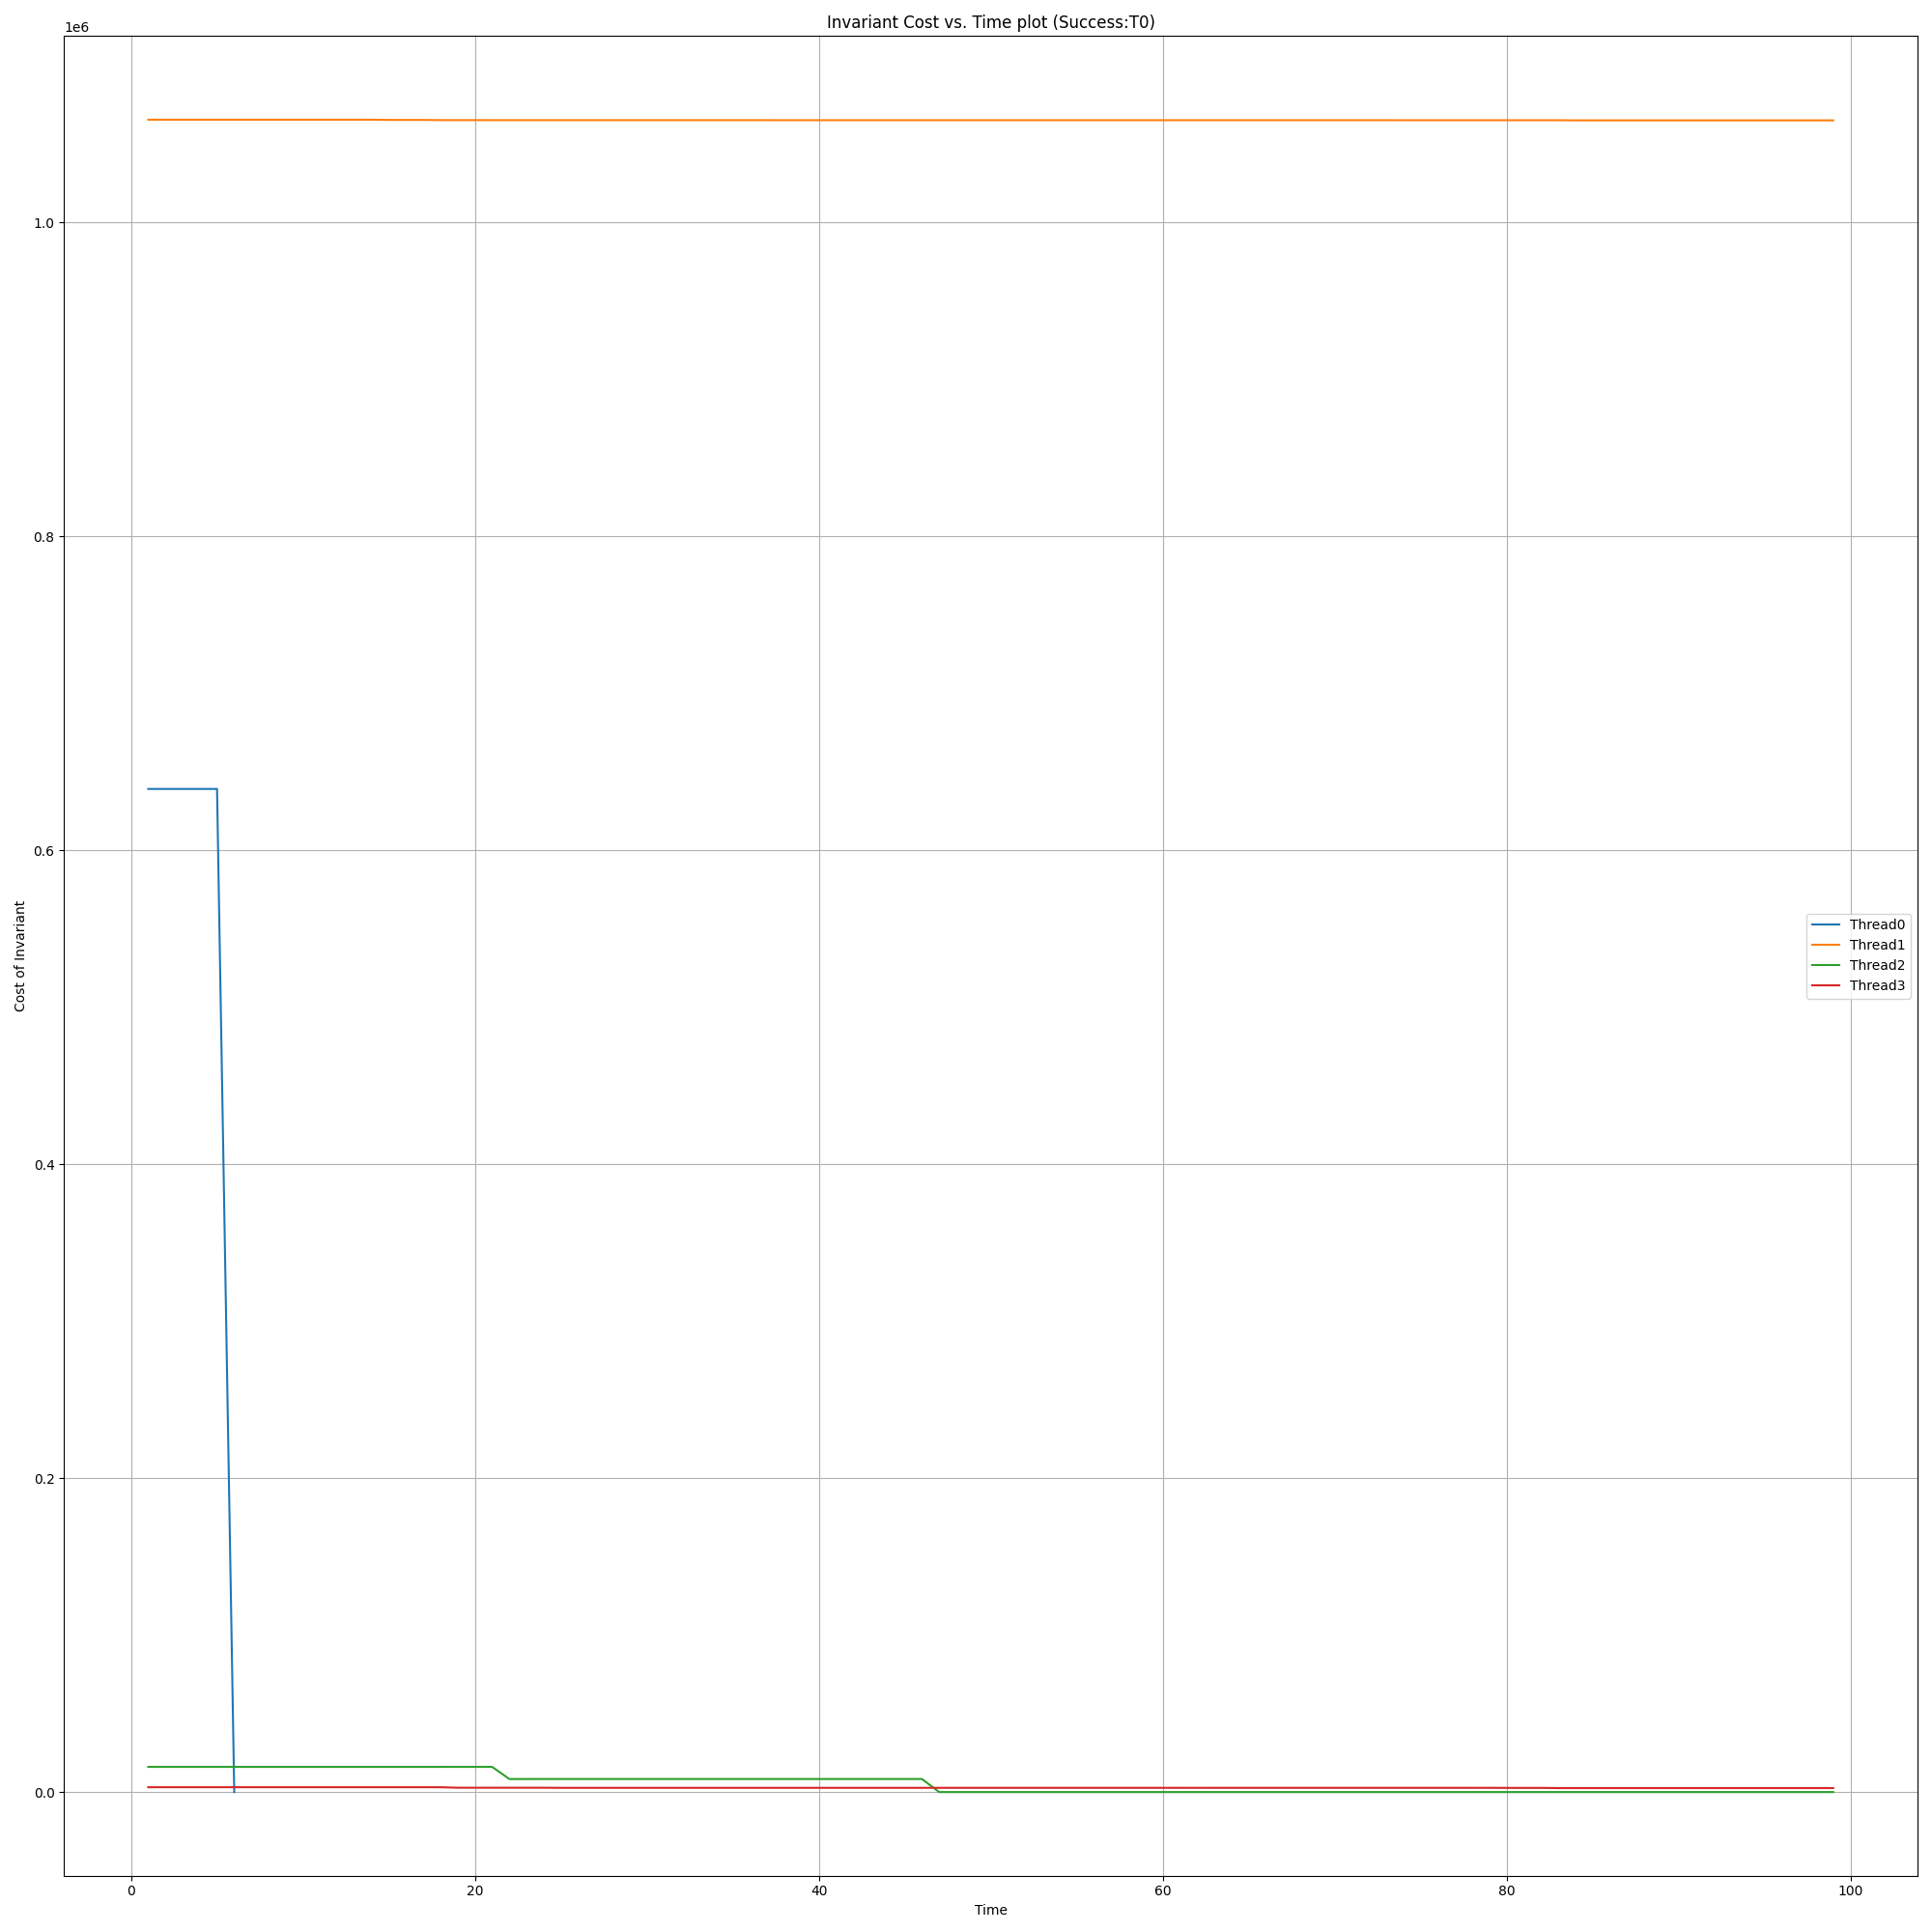 Invariant Cost vs. Time plot (Success:T0)
1e6
1.0
0.8
0.6
0.4
0.2
0.0
Cost of Invariant
Thread0
Thread1
Thread2
Thread3
0 20 40 60 80 100
Time